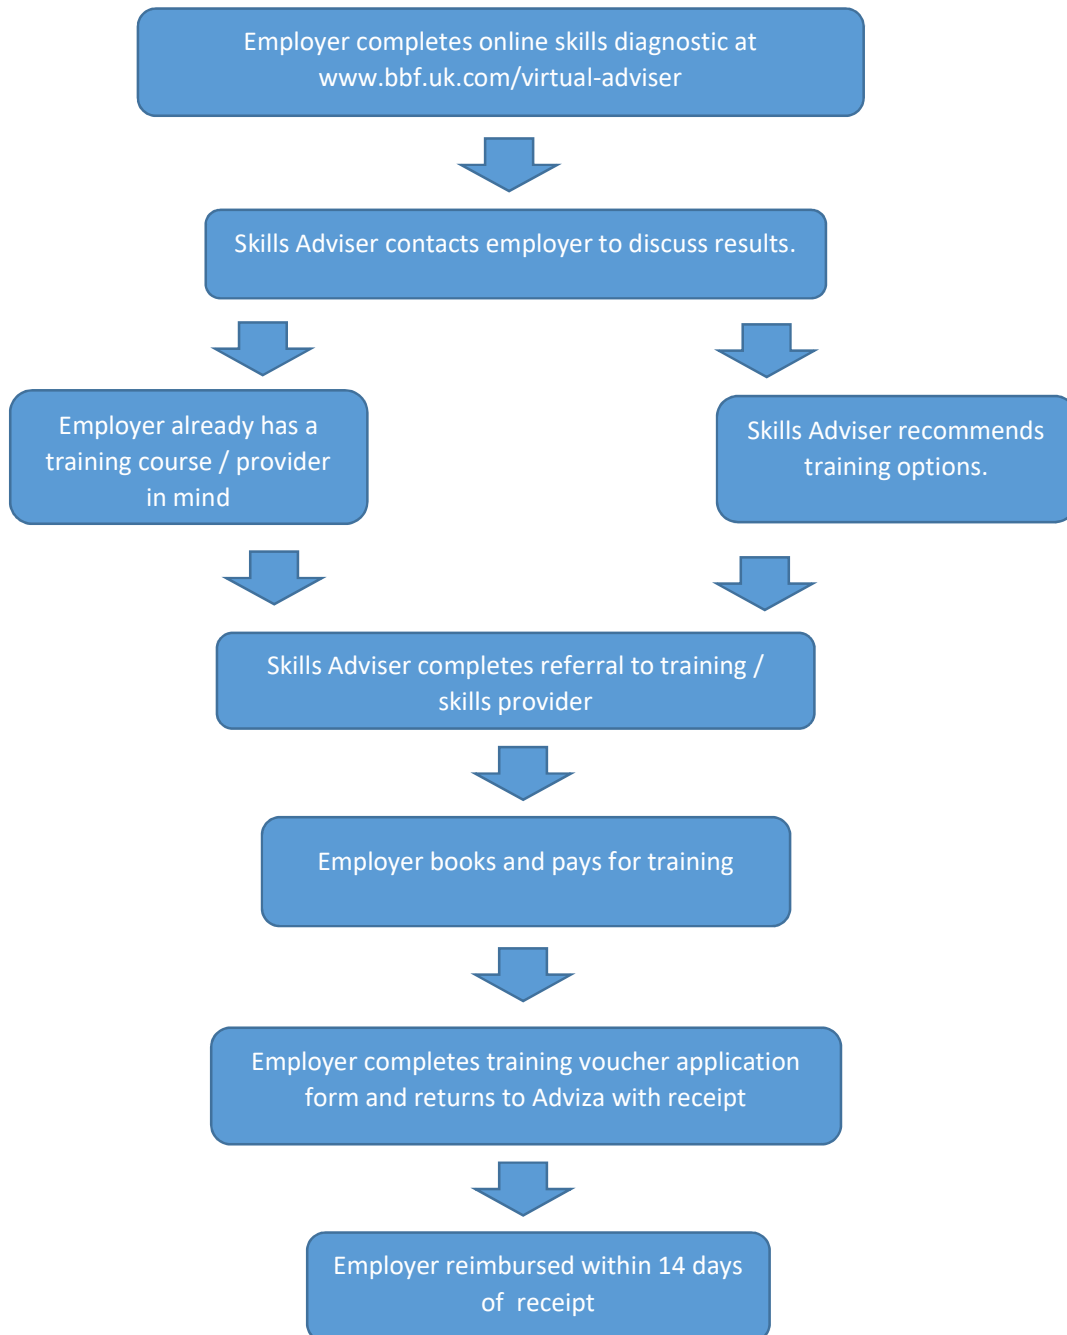 Employer completes online skills diagnostic at
www.bbf.uk.com/virtual-adviser
Skills Adviser contacts employer to discuss results.
Employer already has a
training course / provider
in mind
Skills Adviser recommends
training options.
Skills Adviser completes referral to training /
skills provider
Employer books and pays for training
Employer completes training voucher application
form and returns to Adviza with receipt
Employer reimbursed within 14 days
of  receipt